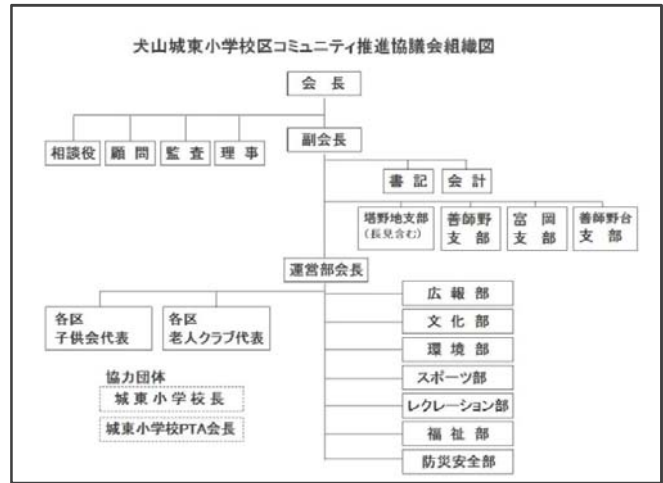 犬山城東小学校区コミュニティ推進協議会組織図
会 長
副会長
相談役
顧 問
監 査
理 事
書 記
会 計
塔野地支部
(長見含む)
善師野
支 部
富 岡
支 部
善師野台
支 部
運営部会長
各区
子供会代表
各区
老人クラブ代表
広 報 部
文 化 部
環 境 部
スポーツ部
レクレーション部
福 祉 部
防災安全部
協力団体
城東小学校長
城東小学校PTA会長